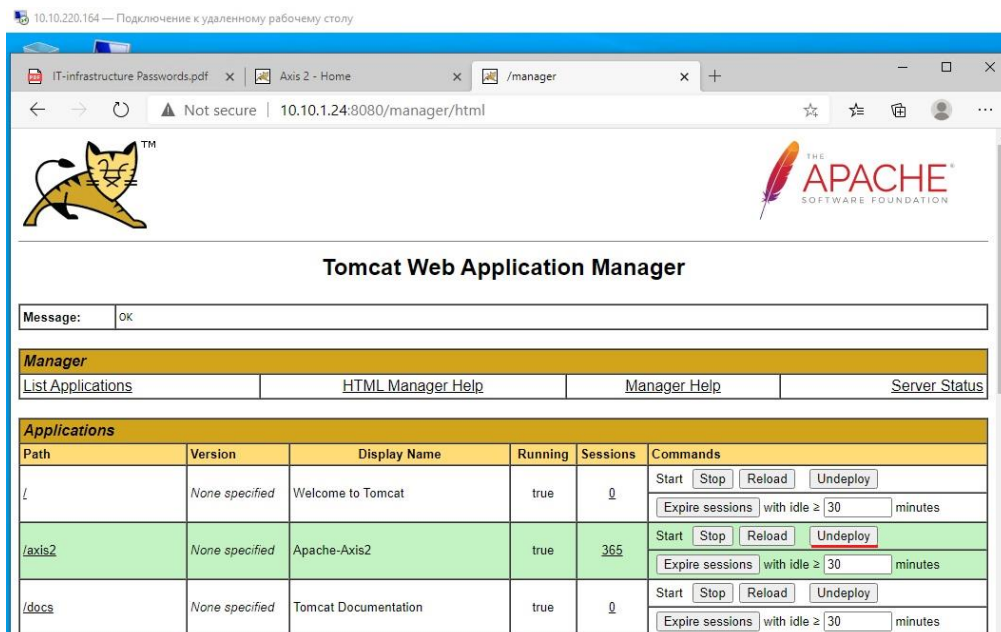 10.10.220.164 — Подключение к удаленному рабочему столу
IT-infrastructure Passwords.pdf
Axis 2 - Home
/manager
Not secure | 10.10.1.24:8080/manager/html
TM
THE
APACHE
SOFTWARE FOUNDATION
Tomcat Web Application Manager
Message: OK
Manager
List Applications HTML Manager Help Manager Help Server Status
Applications
Path Version Display Name Running Sessions Commands
/ None specified Welcome to Tomcat true 0 Start Stop Reload Undeploy
Expire sessions with idle ≥ 30 minutes
/axis2 None specified Apache-Axis2 true 365 Start Stop Reload Undeploy
Expire sessions with idle ≥ 30 minutes
/docs None specified Tomcat Documentation true 0 Start Stop Reload Undeploy
Expire sessions with idle ≥ 30 minutes